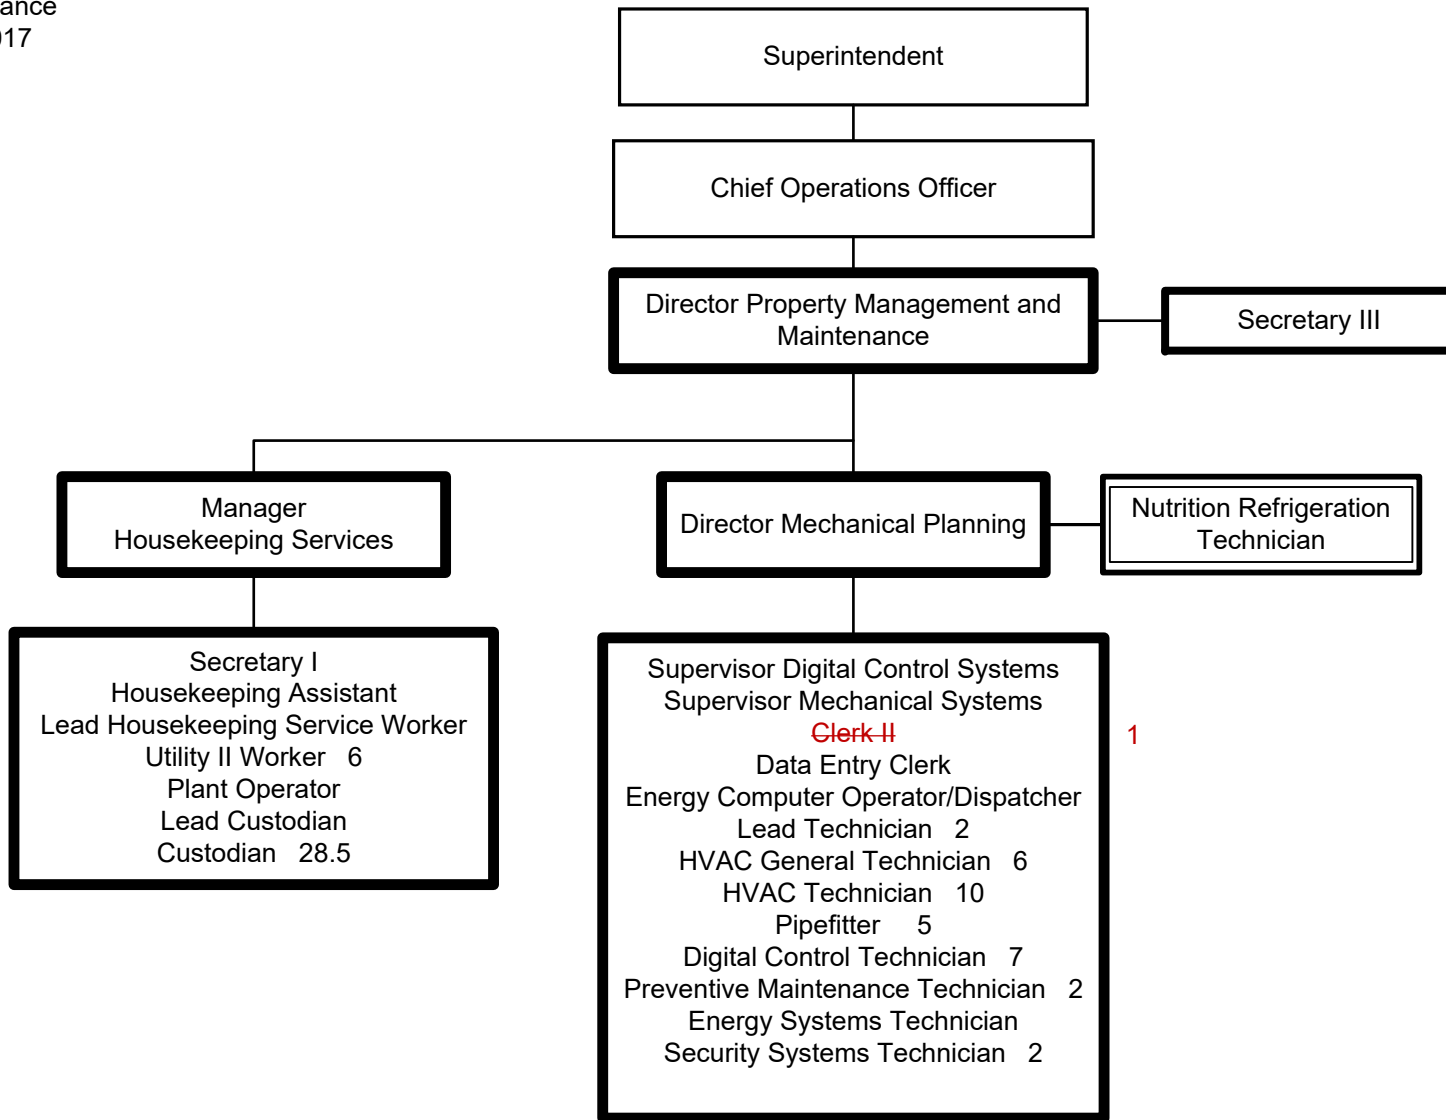 Superintendent
Chief Operations Officer
Director Property Management and
Maintenance
Secretary III
Manager
Housekeeping Services
Director Mechanical Planning
Nutrition Refrigeration
Technician
Secretary I
Housekeeping Assistant
Lead Housekeeping Service Worker
Utility II Worker 6
Plant Operator
Lead Custodian
Custodian 28.5
Supervisor Digital Control Systems
Supervisor Mechanical Systems
Clerk II 1
Data Entry Clerk
Energy Computer Operator/Dispatcher
Lead Technician 2
HVAC General Technician 6
HVAC Technician 10
Pipefitter 5
Digital Control Technician 7
Preventive Maintenance Technician 2
Energy Systems Technician
Security Systems Technician 2